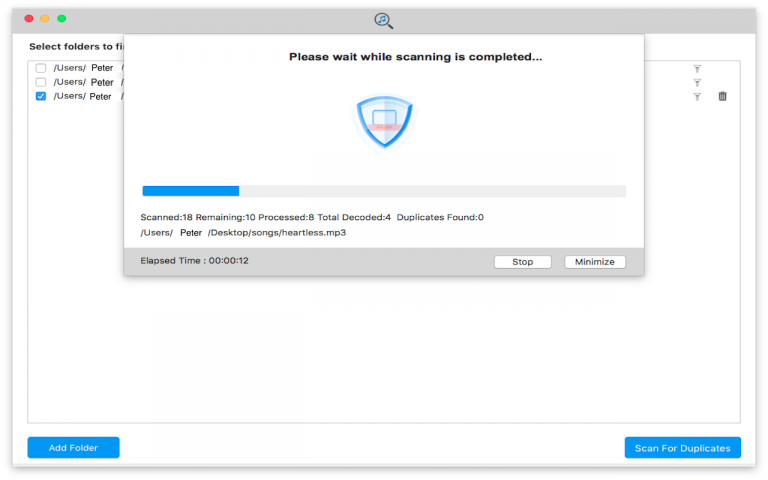 Please wait while scanning is completed...
Select folders to fi
/Users/ Peter /
/Users/ Peter /
/Users/ Peter /
Scanned:18 Remaining:10 Processed:8 Total Decoded:4 Duplicates Found:0
/Users/ Peter /Desktop/songs/heartless.mp3
Elapsed Time : 00:00:12
Stop
Minimize
Add Folder
Scan For Duplicates